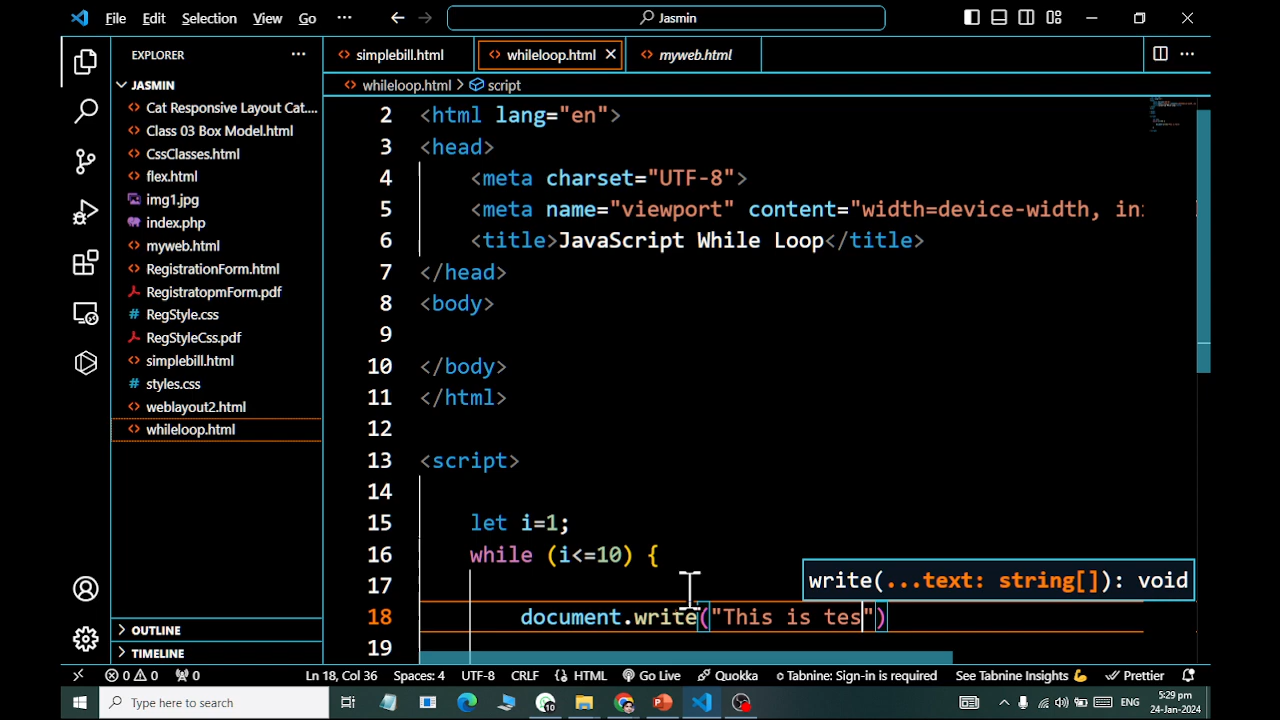 File Edit Selection View Go ··· Jasmin
EXPLORER ···
JASMIN
Cat Responsive Layout Cat....
Class 03 Box Model.html
CssClasses.html
flex.html
img1.jpg
index.php
myweb.html
RegistrationForm.html
RegistratopmForm.pdf
RegStyle.css
RegStyleCss.pdf
simplebill.html
styles.css
weblayout2.html
whileloop.html
OUTLINE
TIMELINE
simplebill.html whileloop.html myweb.html ···
whileloop.html > script
2 <html lang="en">
3 <head>
4 <meta charset="UTF-8">
5 <meta name="viewport" content="width=device-width, in
6 <title>JavaScript While Loop</title>
7 </head>
8 <body>
9
10 </body>
11 </html>
12
13 <script>
14
15 let i=1;
16 while (i<=10) {
17
write(...text: string[]): void
18 document.write("This is tes")
19
0 0 0 Ln 18, Col 36 Spaces: 4 UTF-8 CRLF HTML Go Live Quokka Tabnine: Sign-in is required See Tabnine Insights 💪 Prettier
Type here to search 10 ENG 5:29 pm
24-Jan-2024